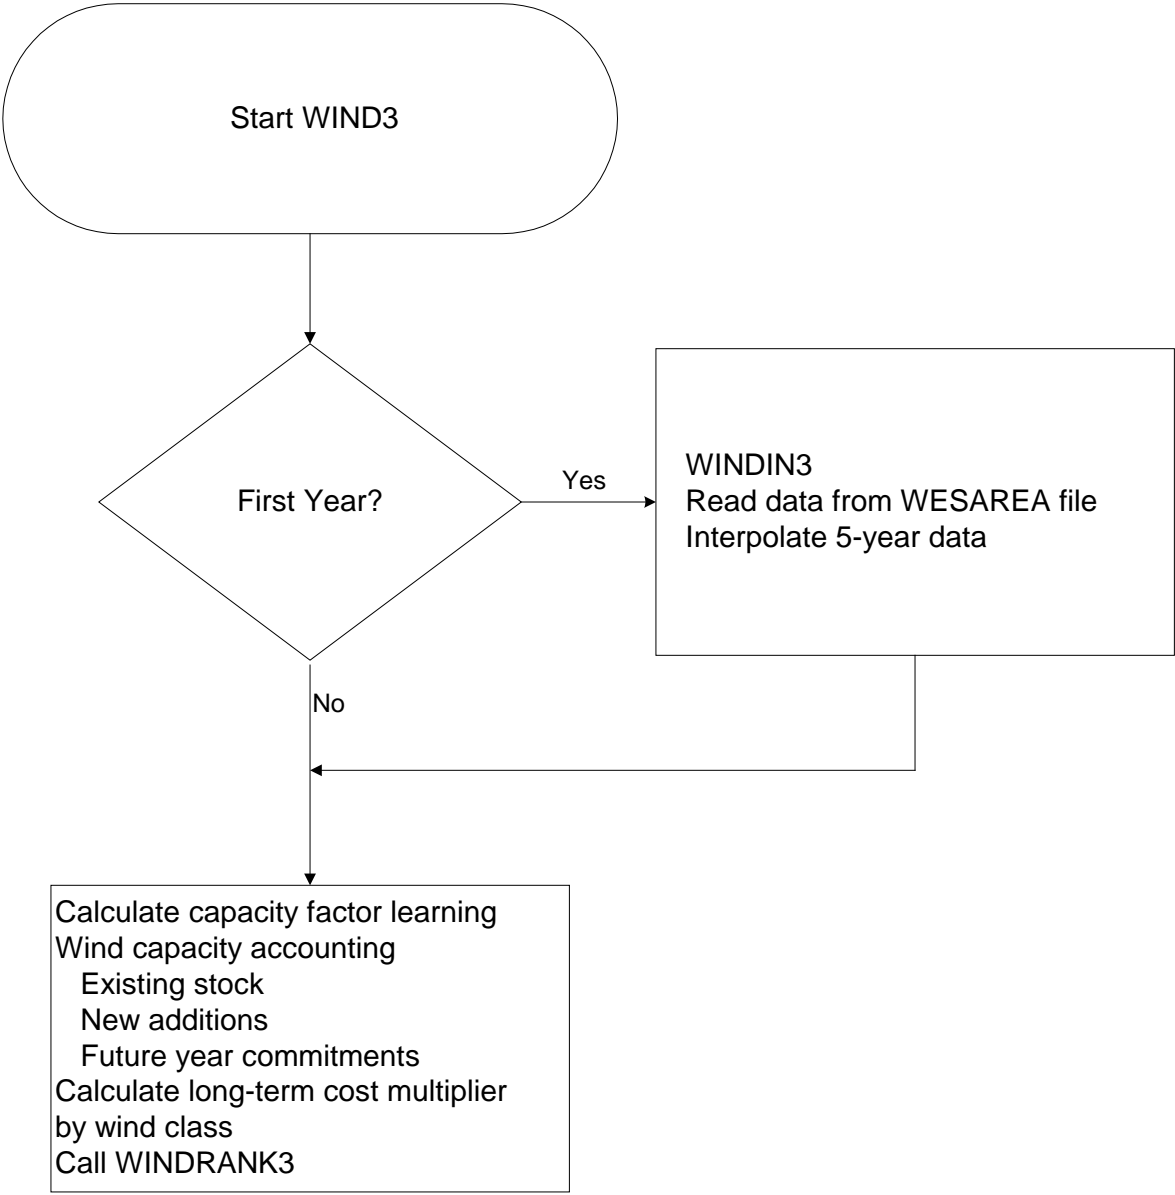 Start WIND3
First Year?
Yes
WINDIN3
Read data from WESAREA file
Interpolate 5-year data
No
Calculate capacity factor learning
Wind capacity accounting
Existing stock
New additions
Future year commitments
Calculate long-term cost multiplier
by wind class
Call WINDRANK3